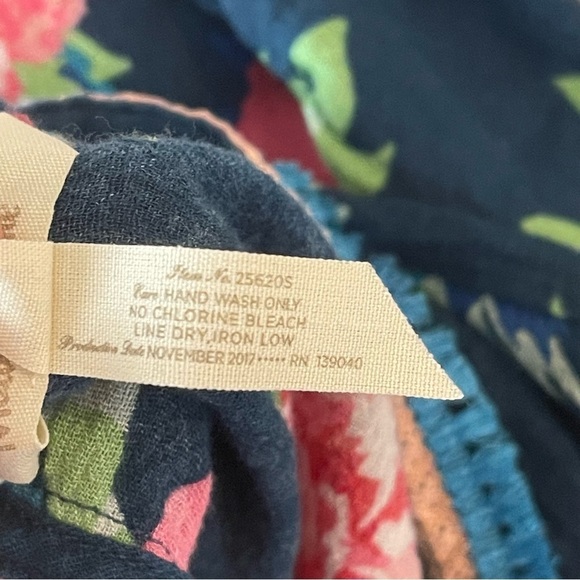 Item No. 25620S
Care HAND WASH ONLY
NO CHLORINE BLEACH
LINE DRY, IRON LOW
Production Date NOVEMBER 2017 ····· RN 139040